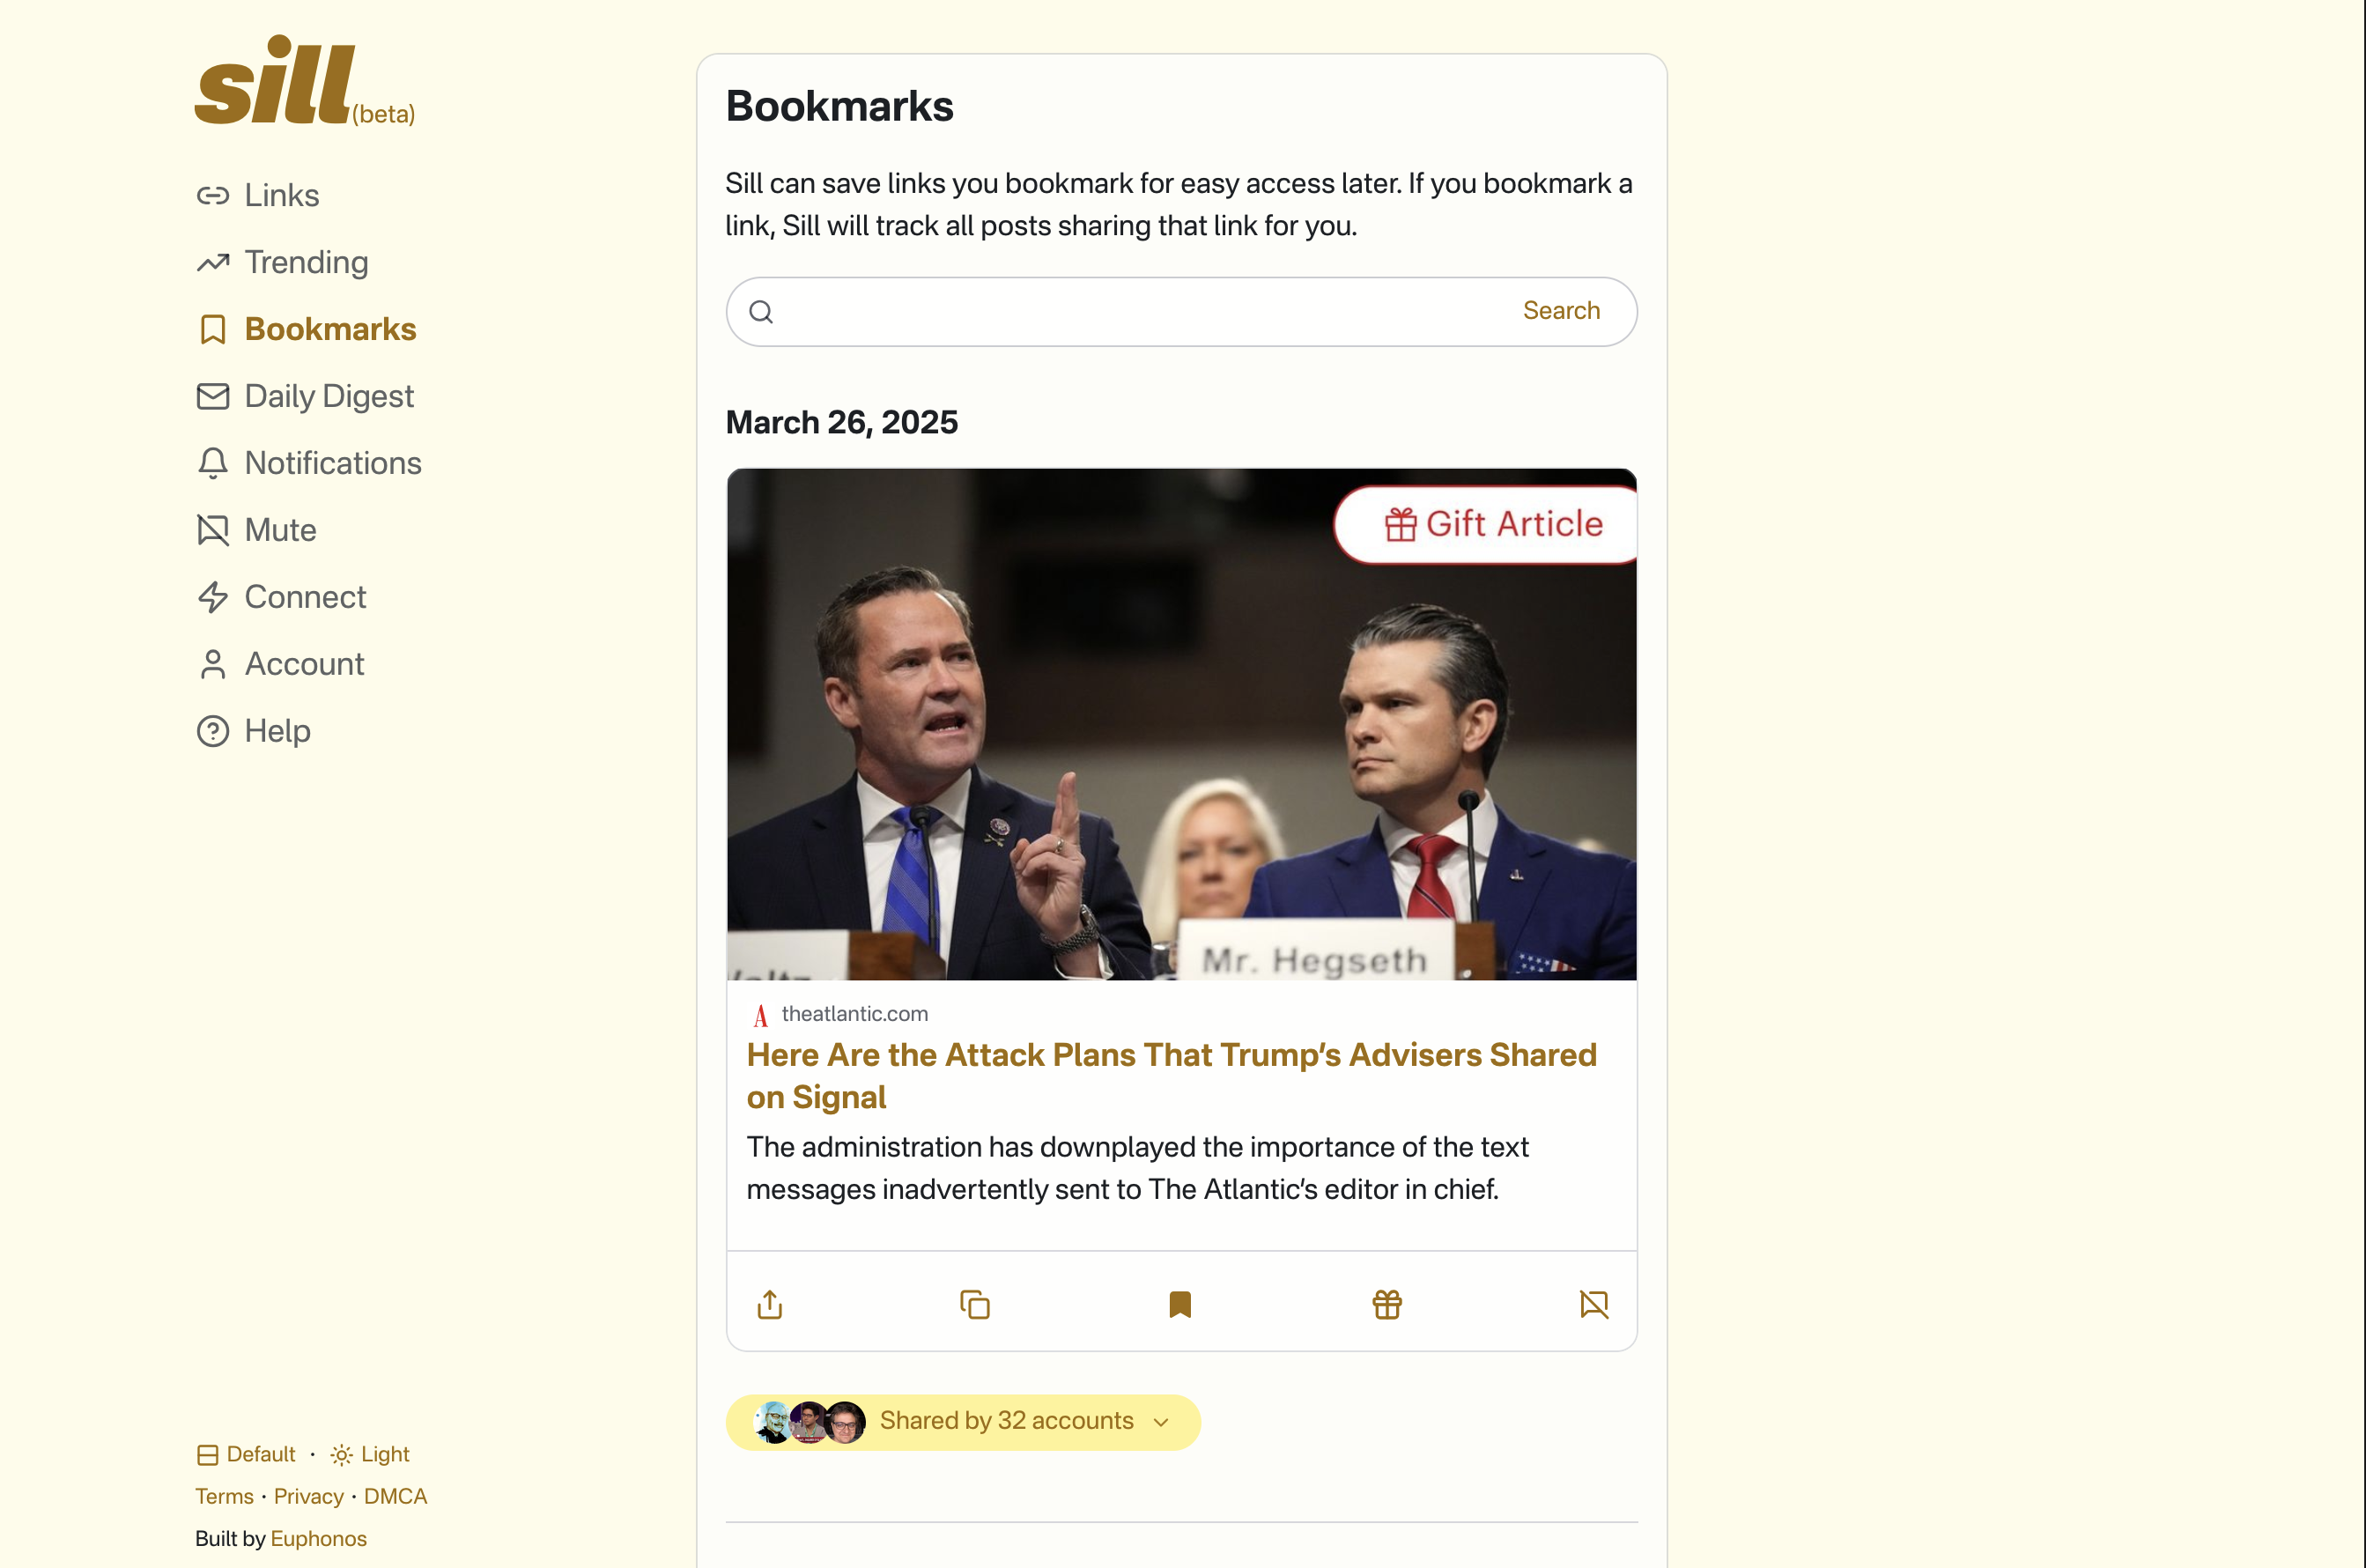 sill (beta)
Links
Trending
Bookmarks
Daily Digest
Notifications
Mute
Connect
Account
Help
Default · Light
Terms · Privacy · DMCA
Built by Euphonos
Bookmarks
Sill can save links you bookmark for easy access later. If you bookmark a
link, Sill will track all posts sharing that link for you.
Search
March 26, 2025
Gift Article
Mr. Hegseth
theatlantic.com
Here Are the Attack Plans That Trump’s Advisers Shared
on Signal
The administration has downplayed the importance of the text
messages inadvertently sent to The Atlantic’s editor in chief.
Shared by 32 accounts